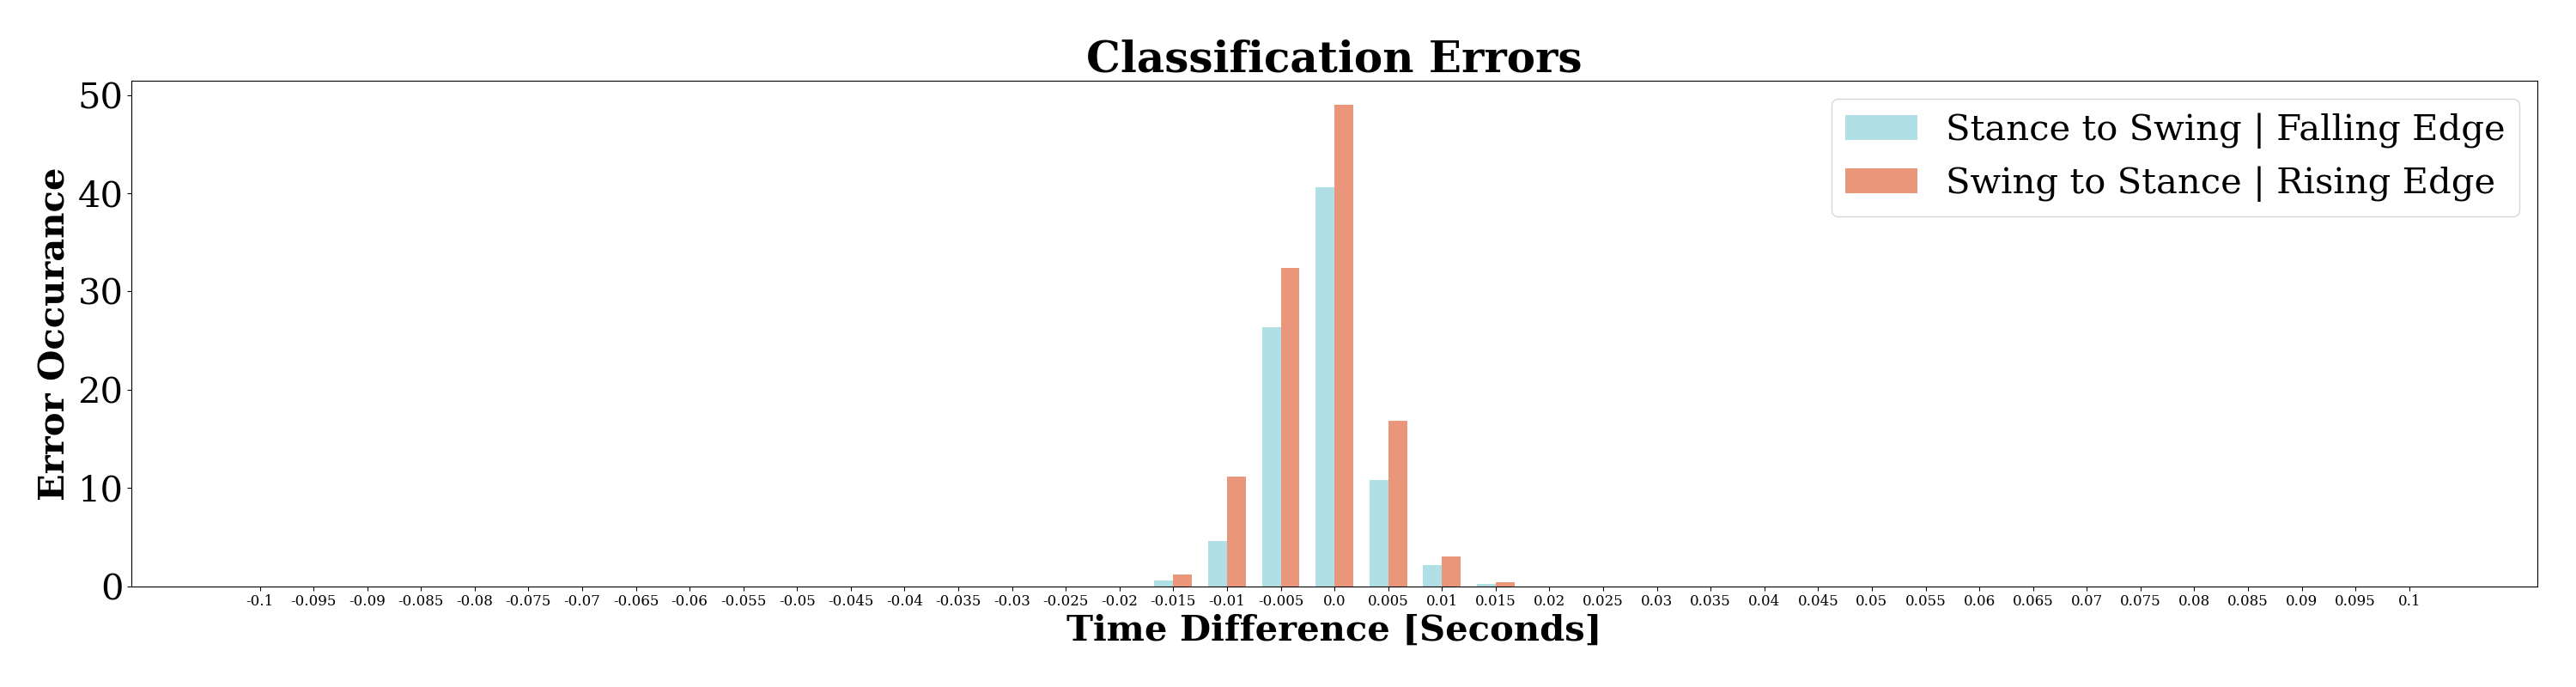 Classification Errors
50
40
30
20
10
0
Error Occurance
Stance to Swing | Falling Edge
Swing to Stance | Rising Edge
-0.1 -0.095 -0.09 -0.085 -0.08 -0.075 -0.07 -0.065 -0.06 -0.055 -0.05 -0.045 -0.04 -0.035 -0.03 -0.025 -0.02 -0.015 -0.01 -0.005 0.0 0.005 0.01 0.015 0.02 0.025 0.03 0.035 0.04 0.045 0.05 0.055 0.06 0.065 0.07 0.075 0.08 0.085 0.09 0.095 0.1
Time Difference [Seconds]